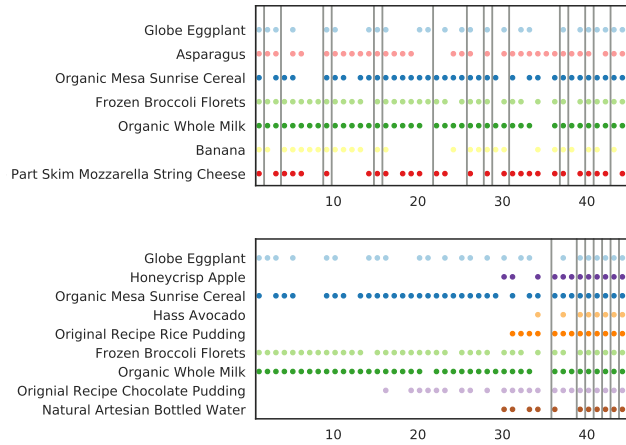 Globe Eggplant
Asparagus
Organic Mesa Sunrise Cereal
Frozen Broccoli Florets
Organic Whole Milk
Banana
Part Skim Mozzarella String Cheese
10 20 30 40
Globe Eggplant
Honeycrisp Apple
Organic Mesa Sunrise Cereal
Hass Avocado
Original Recipe Rice Pudding
Frozen Broccoli Florets
Organic Whole Milk
Orignial Recipe Chocolate Pudding
Natural Artesian Bottled Water
10 20 30 40